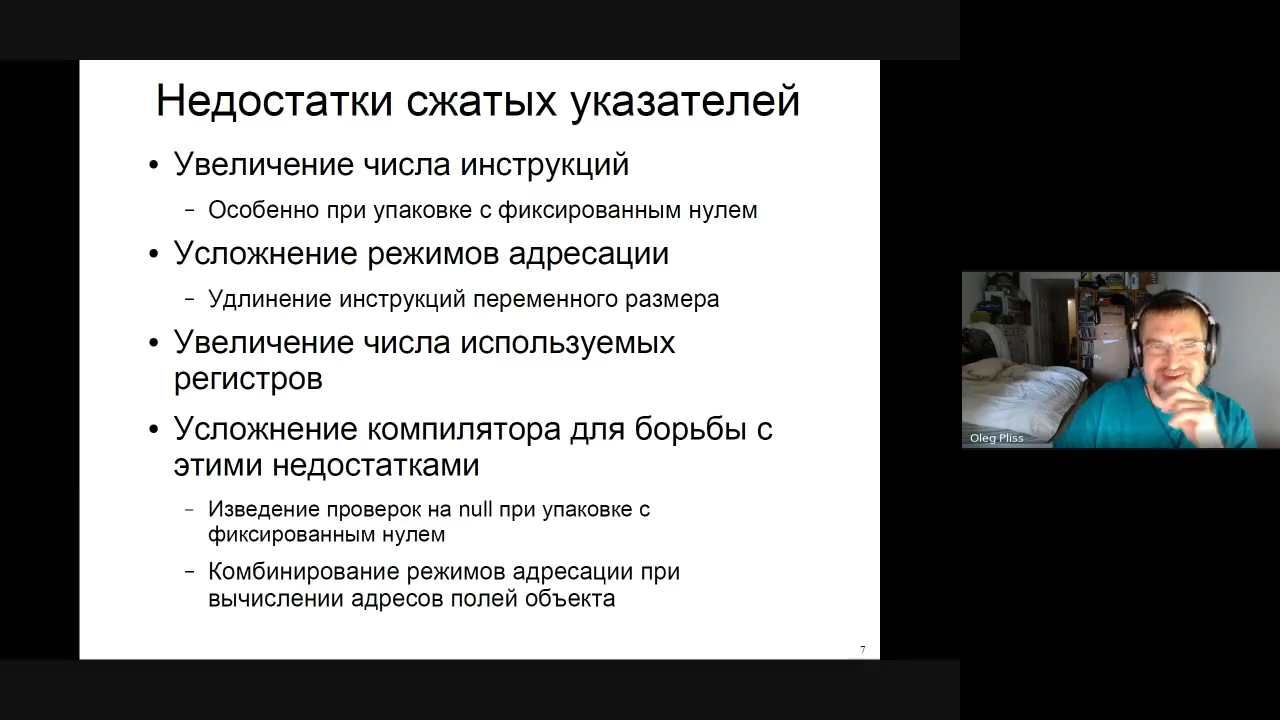 Недостатки сжатых указателей
• Увеличение числа инструкций
– Особенно при упаковке с фиксированным нулем
• Усложнение режимов адресации
– Удлинение инструкций переменного размера
• Увеличение числа используемых
регистров
• Усложнение компилятора для борьбы с
этими недостатками
– Изведение проверок на null при упаковке с
фиксированным нулем
– Комбинирование режимов адресации при
вычислении адресов полей объекта
7
Oleg Pliss